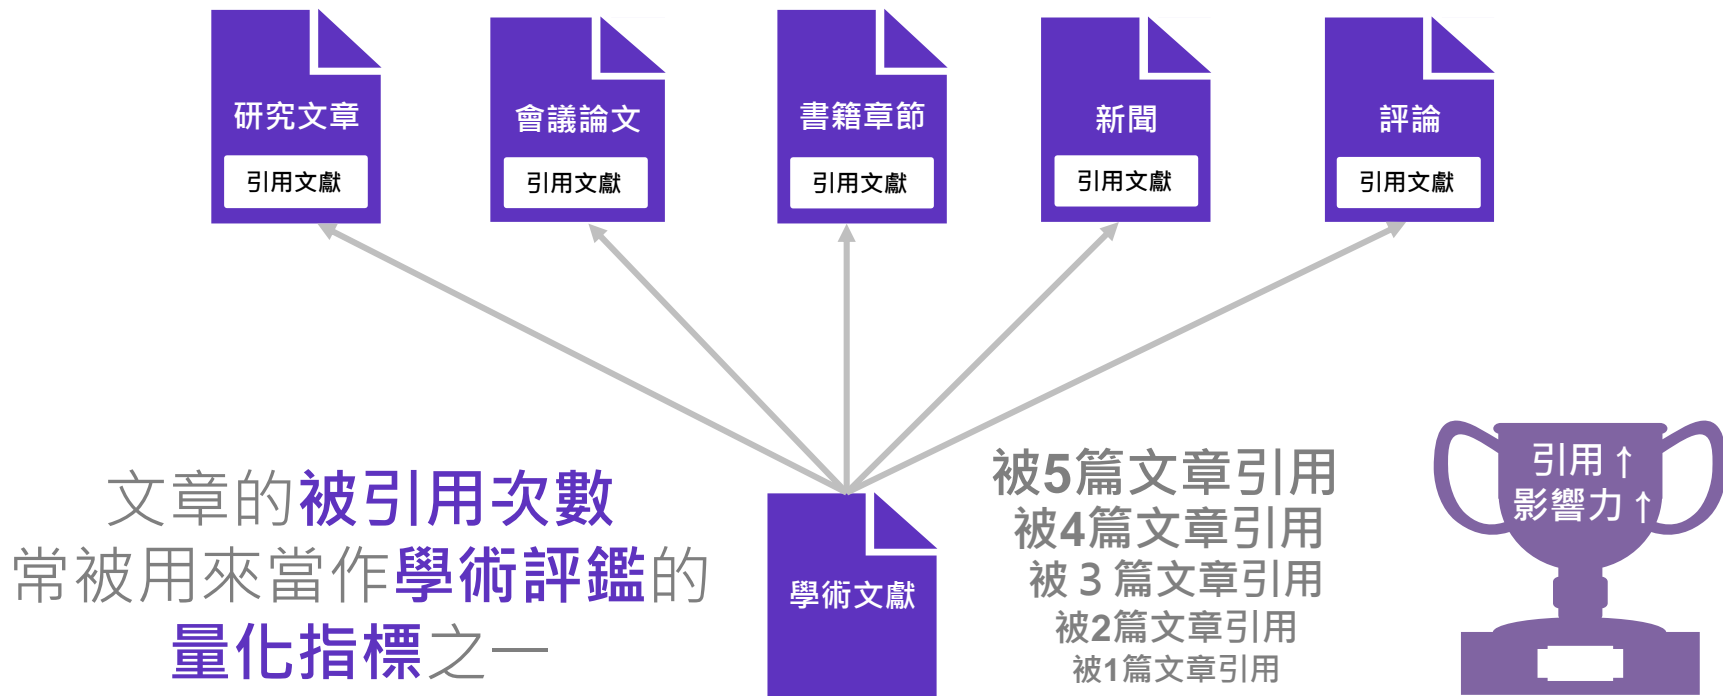 研究文章
引用文獻
會議論文
引用文獻
書籍章節
引用文獻
新聞
引用文獻
評論
引用文獻
文章的被引用次數
常被用來當作學術評鑑的
量化指標之一
學術文獻
被5篇文章引用
被4篇文章引用
被 3 篇文章引用
被2篇文章引用
被1篇文章引用
引用↑
影響力↑